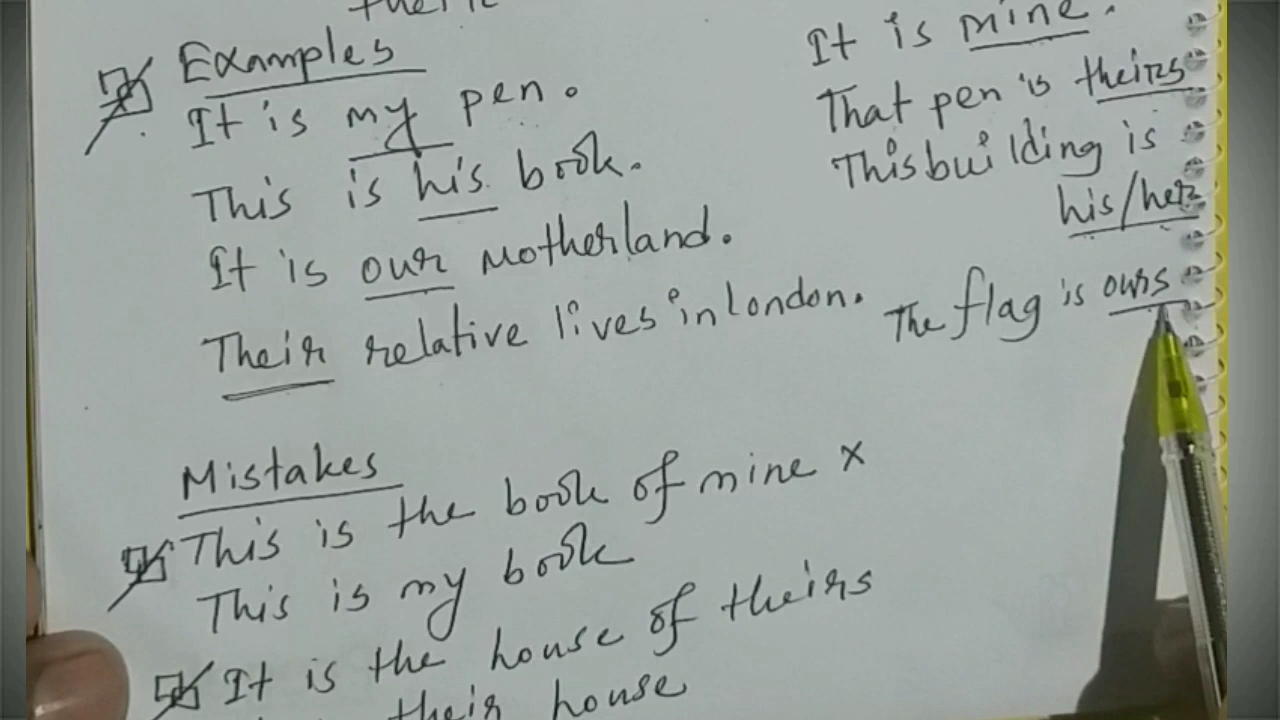 Examples
It is my pen.
This is his book.
It is our Motherland.
Their relative lives in London.
It is mine.
That pen is theirs
This building is
his/her
The flag is ours
Mistakes
This is the book of mine ×
This is my book
It is the house of theirs
their house